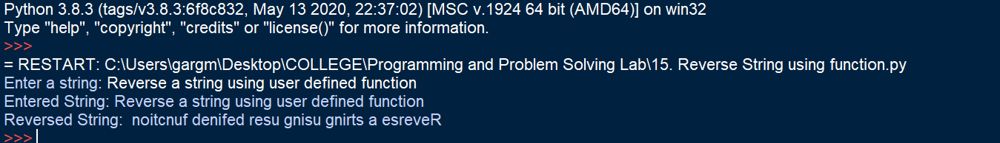 Python 3.8.3 (tags/v3.8.3:6f8c832, May 13 2020, 22:37:02) [MSC v.1924 64 bit (AMD64)] on win32
Type "help", "copyright", "credits" or "license()" for more information.
>>>
= RESTART: C:\Users\gargm\Desktop\COLLEGE\Programming and Problem Solving Lab\15. Reverse String using function.py
Enter a string: Reverse a string using user defined function
Entered String: Reverse a string using user defined function
Reversed String:  noitcnuf denifed resu gnisu gnirts a esreveR
>>>